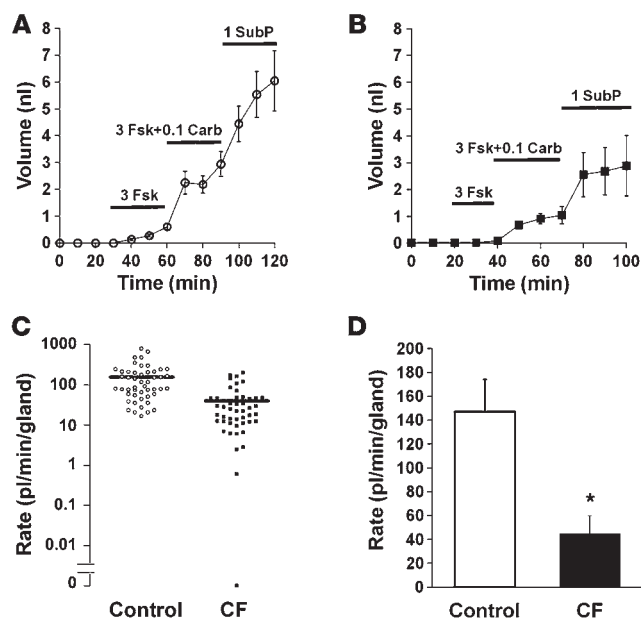 A
Volume (nl)
8
7
6
5
4
3
2
1
0
1 SubP
3 Fsk+0.1 Carb
3 Fsk
0 20 40 60 80 100 120
Time (min)
B
Volume (nl)
8
7
6
5
4
3
2
1
0
1 SubP
3 Fsk+0.1 Carb
3 Fsk
0 20 40 60 80 100
Time (min)
C
Rate (pl/min/gland)
1000
100
10
1
0.1
0.01
0
Control CF
D
Rate (pl/min/gland)
200
180
160
140
120
100
80
60
40
20
0
*
Control CF